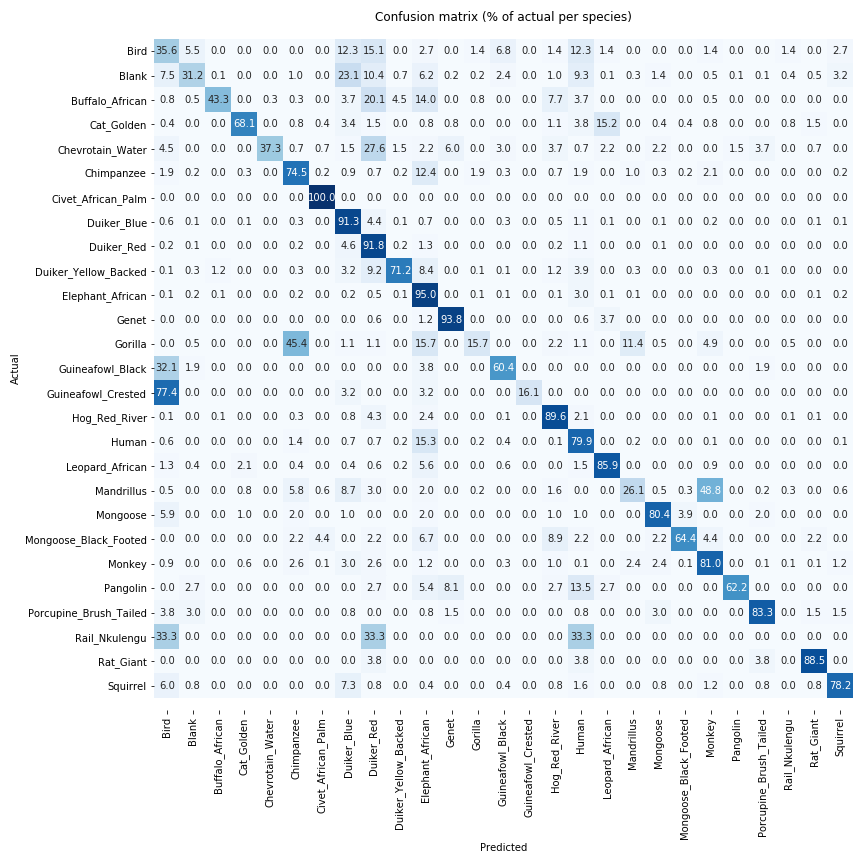 Confusion matrix (% of actual per species)
Bird 35.6 5.5 0.0 0.0 0.0 0.0 0.0 12.3 15.1 0.0 2.7 0.0 1.4 6.8 0.0 1.4 12.3 1.4 0.0 0.0 0.0 1.4 0.0 0.0 1.4 0.0 2.7
Blank 7.5 31.2 0.1 0.0 0.0 1.0 0.0 23.1 10.4 0.7 6.2 0.2 0.2 2.4 0.0 1.0 9.3 0.1 0.3 1.4 0.0 0.5 0.1 0.1 0.4 0.5 3.2
Buffalo_African 0.8 0.5 43.3 0.0 0.3 0.3 0.0 3.7 20.1 4.5 14.0 0.0 0.8 0.0 0.0 7.7 3.7 0.0 0.0 0.0 0.0 0.5 0.0 0.0 0.0 0.0 0.0
Cat_Golden 0.4 0.0 0.0 68.1 0.0 0.8 0.4 3.4 1.5 0.0 0.8 0.8 0.0 0.0 0.0 1.1 3.8 15.2 0.0 0.4 0.4 0.8 0.0 0.0 0.8 1.5 0.0
Chevrotain_Water 4.5 0.0 0.0 0.0 37.3 0.7 0.7 1.5 27.6 1.5 2.2 6.0 0.0 3.0 0.0 3.7 0.7 2.2 0.0 2.2 0.0 0.0 1.5 3.7 0.0 0.7 0.0
Chimpanzee 1.9 0.2 0.0 0.3 0.0 74.5 0.2 0.9 0.7 0.2 12.4 0.0 1.9 0.3 0.0 0.7 1.9 0.0 1.0 0.3 0.2 2.1 0.0 0.0 0.0 0.0 0.2
Civet_African_Palm 0.0 0.0 0.0 0.0 0.0 0.0 100.0 0.0 0.0 0.0 0.0 0.0 0.0 0.0 0.0 0.0 0.0 0.0 0.0 0.0 0.0 0.0 0.0 0.0 0.0 0.0 0.0
Duiker_Blue 0.6 0.1 0.0 0.1 0.0 0.3 0.0 91.3 4.4 0.1 0.7 0.0 0.0 0.3 0.0 0.5 1.1 0.1 0.0 0.1 0.0 0.2 0.0 0.0 0.0 0.1 0.1
Duiker_Red 0.2 0.1 0.0 0.0 0.0 0.0 0.0 4.6 91.8 0.2 1.3 0.0 0.0 0.0 0.0 0.2 1.1 0.0 0.0 0.1 0.0 0.0 0.0 0.0 0.0 0.0 0.0
Duiker_Yellow_Backed 0.1 0.3 1.2 0.0 0.0 0.3 0.0 3.2 9.2 71.2 8.4 0.0 0.1 0.1 0.0 1.2 3.9 0.0 0.3 0.0 0.0 0.3 0.0 0.1 0.0 0.0 0.0
Elephant_African 0.1 0.2 0.1 0.0 0.0 0.2 0.0 0.2 0.5 0.1 95.0 0.0 0.1 0.1 0.0 0.1 3.0 0.1 0.1 0.0 0.0 0.0 0.0 0.0 0.0 0.1 0.2
Genet 0.0 0.0 0.0 0.0 0.0 0.0 0.0 0.0 0.6 0.0 1.2 93.8 0.0 0.0 0.0 0.0 0.6 3.7 0.0 0.0 0.0 0.0 0.0 0.0 0.0 0.0 0.0
Gorilla 0.0 0.5 0.0 0.0 0.0 45.4 0.0 1.1 1.1 0.0 15.7 0.0 15.7 0.0 0.0 2.2 1.1 0.0 11.4 0.5 0.0 4.9 0.0 0.0 0.5 0.0 0.0
Guineafowl_Black 32.1 1.9 0.0 0.0 0.0 0.0 0.0 0.0 0.0 0.0 3.8 0.0 0.0 60.4 0.0 0.0 0.0 0.0 0.0 0.0 0.0 0.0 0.0 1.9 0.0 0.0 0.0
Guineafowl_Crested 77.4 0.0 0.0 0.0 0.0 0.0 0.0 3.2 0.0 0.0 3.2 0.0 0.0 0.0 16.1 0.0 0.0 0.0 0.0 0.0 0.0 0.0 0.0 0.0 0.0 0.0 0.0
Hog_Red_River 0.1 0.0 0.1 0.0 0.0 0.3 0.0 0.8 4.3 0.0 2.4 0.0 0.0 0.1 0.0 89.6 2.1 0.0 0.0 0.0 0.0 0.1 0.0 0.0 0.1 0.1 0.0
Human 0.6 0.0 0.0 0.0 0.0 1.4 0.0 0.7 0.7 0.2 15.3 0.0 0.2 0.4 0.0 0.1 79.9 0.0 0.2 0.0 0.0 0.1 0.0 0.0 0.0 0.0 0.1
Leopard_African 1.3 0.4 0.0 2.1 0.0 0.4 0.0 0.4 0.6 0.2 5.6 0.0 0.0 0.6 0.0 0.0 1.5 85.9 0.0 0.0 0.0 0.9 0.0 0.0 0.0 0.0 0.0
Mandrillus 0.5 0.0 0.0 0.8 0.0 5.8 0.6 8.7 3.0 0.0 2.0 0.0 0.2 0.0 0.0 1.6 0.0 0.0 26.1 0.5 0.3 48.8 0.0 0.2 0.3 0.0 0.6
Mongoose 5.9 0.0 0.0 1.0 0.0 2.0 0.0 1.0 0.0 0.0 2.0 0.0 0.0 0.0 0.0 1.0 1.0 0.0 0.0 80.4 3.9 0.0 0.0 2.0 0.0 0.0 0.0
Mongoose_Black_Footed 0.0 0.0 0.0 0.0 0.0 2.2 4.4 0.0 2.2 0.0 6.7 0.0 0.0 0.0 0.0 8.9 2.2 0.0 0.0 2.2 64.4 4.4 0.0 0.0 0.0 2.2 0.0
Monkey 0.9 0.0 0.0 0.6 0.0 2.6 0.1 3.0 2.6 0.0 1.2 0.0 0.0 0.3 0.0 1.0 0.1 0.0 2.4 2.4 0.1 81.0 0.0 0.1 0.1 0.1 1.2
Pangolin 0.0 2.7 0.0 0.0 0.0 0.0 0.0 0.0 2.7 0.0 5.4 8.1 0.0 0.0 0.0 2.7 13.5 2.7 0.0 0.0 0.0 0.0 62.2 0.0 0.0 0.0 0.0
Porcupine_Brush_Tailed 3.8 3.0 0.0 0.0 0.0 0.0 0.0 0.8 0.0 0.0 0.8 1.5 0.0 0.0 0.0 0.0 0.8 0.0 0.0 3.0 0.0 1.5 0.0 83.3 0.0 1.5 1.5
Rail_Nkulengu 33.3 0.0 0.0 0.0 0.0 0.0 0.0 0.0 33.3 0.0 0.0 0.0 0.0 0.0 0.0 0.0 33.3 0.0 0.0 0.0 0.0 0.0 0.0 0.0 0.0 0.0 0.0
Rat_Giant 0.0 0.0 0.0 0.0 0.0 0.0 0.0 0.0 3.8 0.0 0.0 0.0 0.0 0.0 0.0 0.0 3.8 0.0 0.0 0.0 0.0 0.0 0.0 3.8 0.0 88.5 0.0
Squirrel 6.0 0.8 0.0 0.0 0.0 0.0 0.0 7.3 0.8 0.0 0.4 0.0 0.0 0.4 0.0 0.8 1.6 0.0 0.0 0.8 0.0 1.2 0.0 0.8 0.0 0.8 78.2
Actual
Bird
Blank
Buffalo_African
Cat_Golden
Chevrotain_Water
Chimpanzee
Civet_African_Palm
Duiker_Blue
Duiker_Red
Duiker_Yellow_Backed
Elephant_African
Genet
Gorilla
Guineafowl_Black
Guineafowl_Crested
Hog_Red_River
Human
Leopard_African
Mandrillus
Mongoose
Mongoose_Black_Footed
Monkey
Pangolin
Porcupine_Brush_Tailed
Rail_Nkulengu
Rat_Giant
Squirrel
Predicted